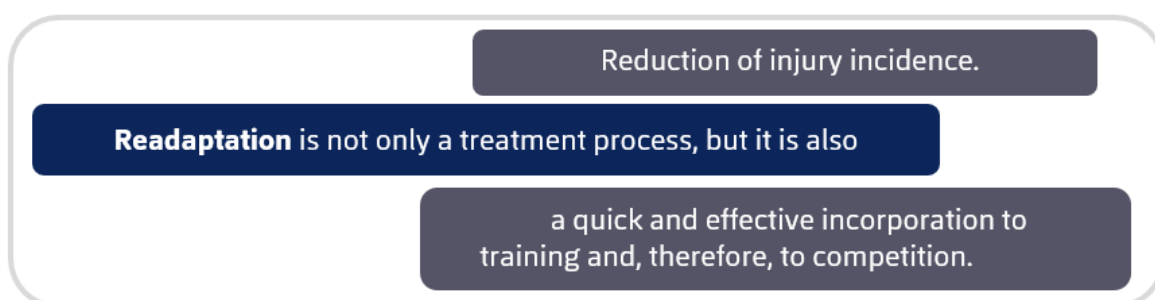 Reduction of injury incidence.
Readaptation is not only a treatment process, but it is also
a quick and effective incorporation to
training and, therefore, to competition.